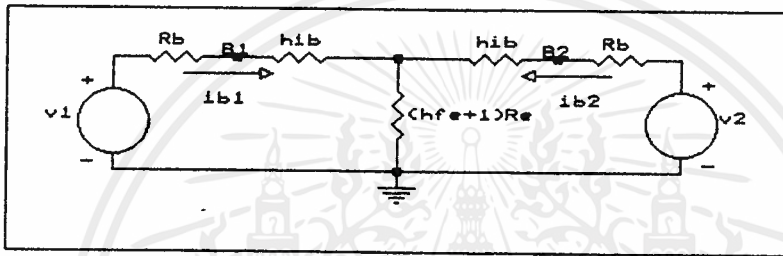 Rb B1 hib hib B2 Rb
+ +
ib1 ib2
v1 (hfe+1)Re v2
- -